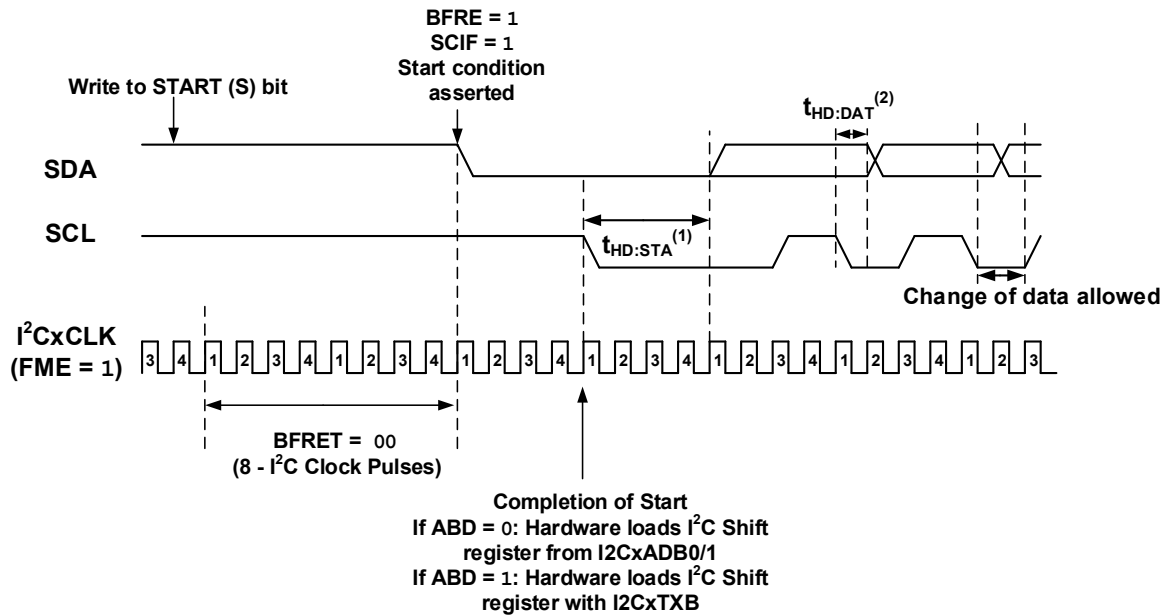 BFRE = 1
SCIF = 1
Start condition
asserted
Write to START (S) bit
tHD:DAT(2)
SDA
SCL
tHD:STA(1)
Change of data allowed
I²CxCLK
(FME = 1)
3 4 1 2 3 4 1 2 3 4 1 2 3 4 1 2 3 4 1 2 3 4 1 2 3 4 1 2 3
BFRET = 00
(8 - I²C Clock Pulses)
Completion of Start
If ABD = 0: Hardware loads I²C Shift
register from I2CxADB0/1
If ABD = 1: Hardware loads I²C Shift
register with I2CxTXB